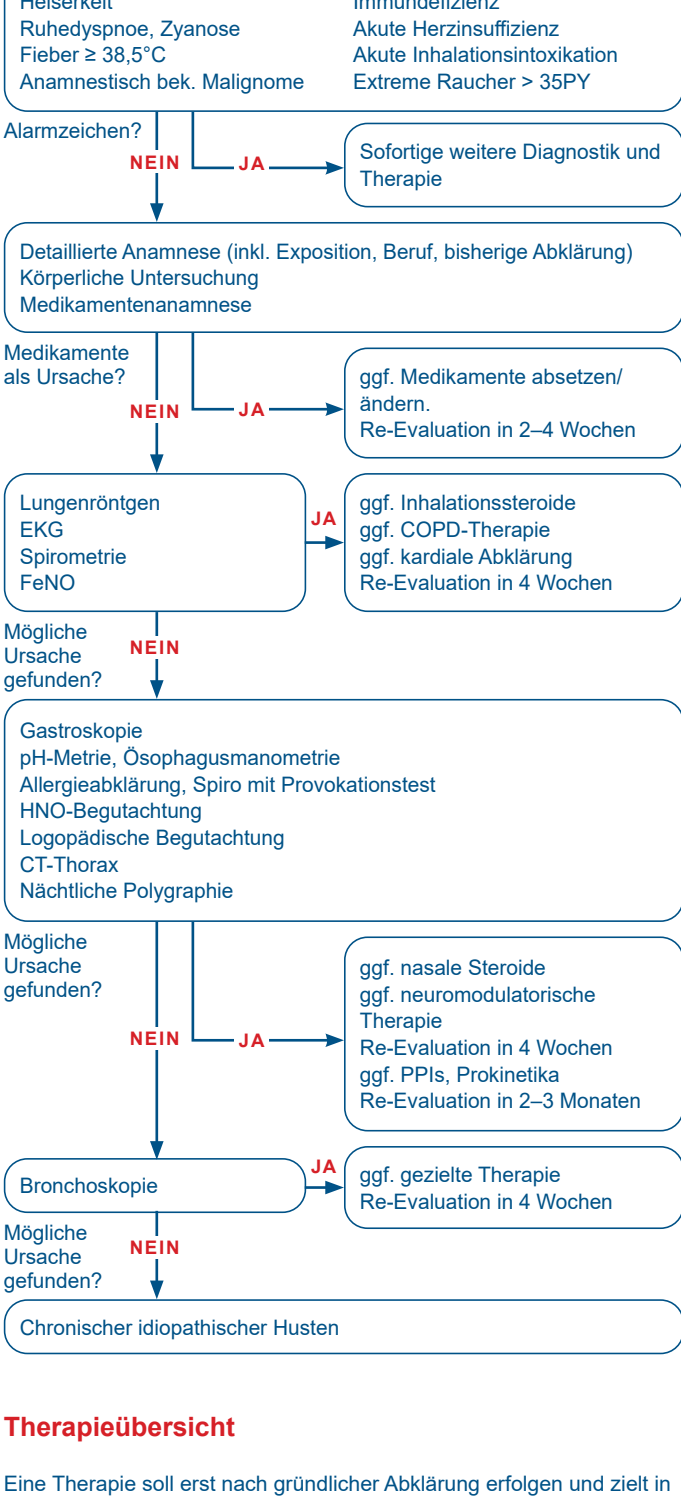 Heiserkeit
Immundefizienz
Ruhedyspnoe, Zyanose
Akute Herzinsuffizienz
Fieber ≥ 38,5°C
Akute Inhalationsintoxikation
Anamnestisch bek. Malignome
Extreme Raucher > 35PY
Alarmzeichen?
NEIN
JA
Sofortige weitere Diagnostik und
Therapie
Detaillierte Anamnese (inkl. Exposition, Beruf, bisherige Abklärung)
Körperliche Untersuchung
Medikamentenanamnese
Medikamente
als Ursache?
NEIN
JA
ggf. Medikamente absetzen/
ändern.
Re-Evaluation in 2–4 Wochen
Lungenröntgen
EKG
Spirometrie
FeNO
JA
ggf. Inhalationssteroide
ggf. COPD-Therapie
ggf. kardiale Abklärung
Re-Evaluation in 4 Wochen
Mögliche
Ursache
gefunden?
NEIN
Gastroskopie
pH-Metrie, Ösophagusmanometrie
Allergieabklärung, Spiro mit Provokationstest
HNO-Begutachtung
Logopädische Begutachtung
CT-Thorax
Nächtliche Polygraphie
Mögliche
Ursache
gefunden?
NEIN
JA
ggf. nasale Steroide
ggf. neuromodulatorische
Therapie
Re-Evaluation in 4 Wochen
ggf. PPIs, Prokinetika
Re-Evaluation in 2–3 Monaten
Bronchoskopie
JA
ggf. gezielte Therapie
Re-Evaluation in 4 Wochen
Mögliche
Ursache
gefunden?
NEIN
Chronischer idiopathischer Husten
Therapieübersicht
Eine Therapie soll erst nach gründlicher Abklärung erfolgen und zielt in